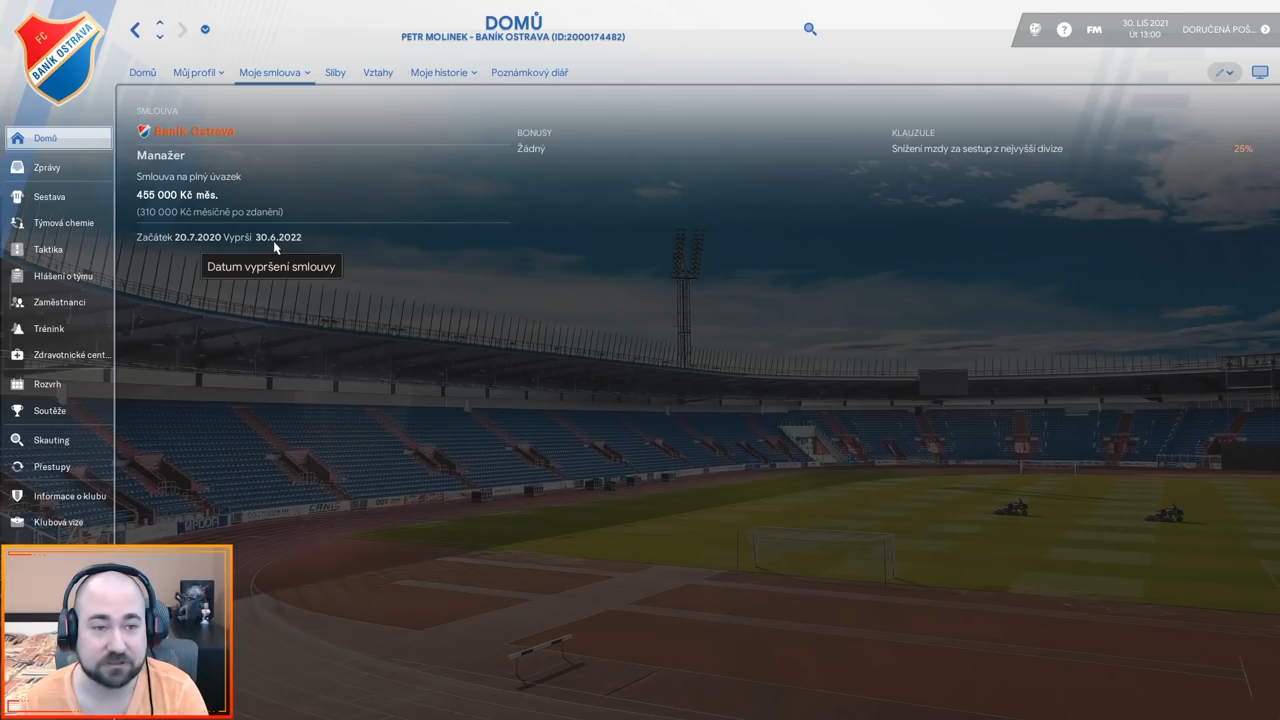 DOMŮ
PETR MOLINEK - BANÍK OSTRAVA (ID:2000174482)
FM
30. LIS 2021
Út 13:00
DORUČENÁ POŠ...
FC
BANÍK OSTRAVA
Domů
Můj profil
Moje smlouva
Sliby
Vztahy
Moje historie
Poznámkový diář
SMLOUVA
Baník Ostrava
Manažer
Smlouva na plný úvazek
455 000 Kč měs.
(310 000 Kč měsíčně po zdanění)
Začátek 20.7.2020 Vyprší 30.6.2022
Datum vypršení smlouvy
BONUSY
Žádný
KLAUZULE
Snížení mzdy za sestup z nejvyšší divize 25%
Domů
Zprávy
Sestava
Týmová chemie
Taktika
Hlášení o týmu
Zaměstnanci
Trénink
Zdravotnické cent...
Rozvrh
Soutěže
Skauting
Přestupy
Informace o klubu
Klubová vize